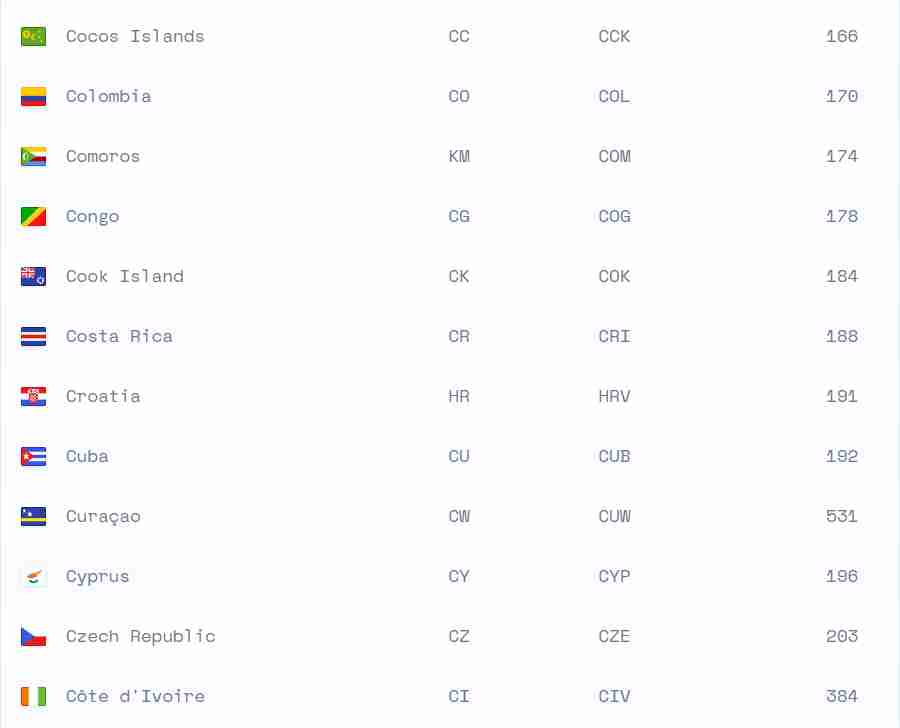 Cocos Islands CC CCK 166
Colombia CO COL 170
Comoros KM COM 174
Congo CG COG 178
Cook Island CK COK 184
Costa Rica CR CRI 188
Croatia HR HRV 191
Cuba CU CUB 192
Curaçao CW CUW 531
Cyprus CY CYP 196
Czech Republic CZ CZE 203
Côte d'Ivoire CI CIV 384